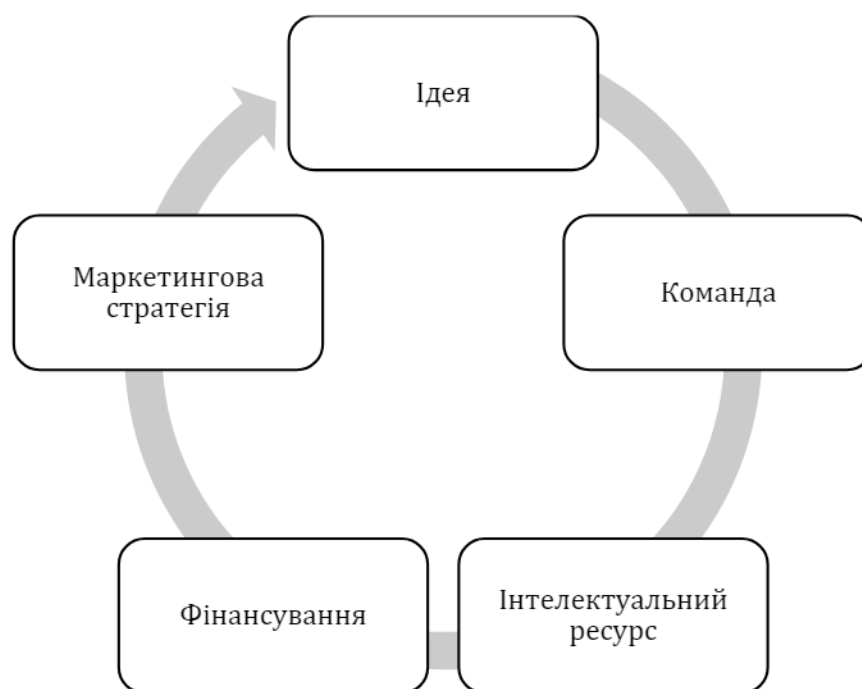 Ідея
Команда
Інтелектуальний
ресурс
Фінансування
Маркетингова
стратегія